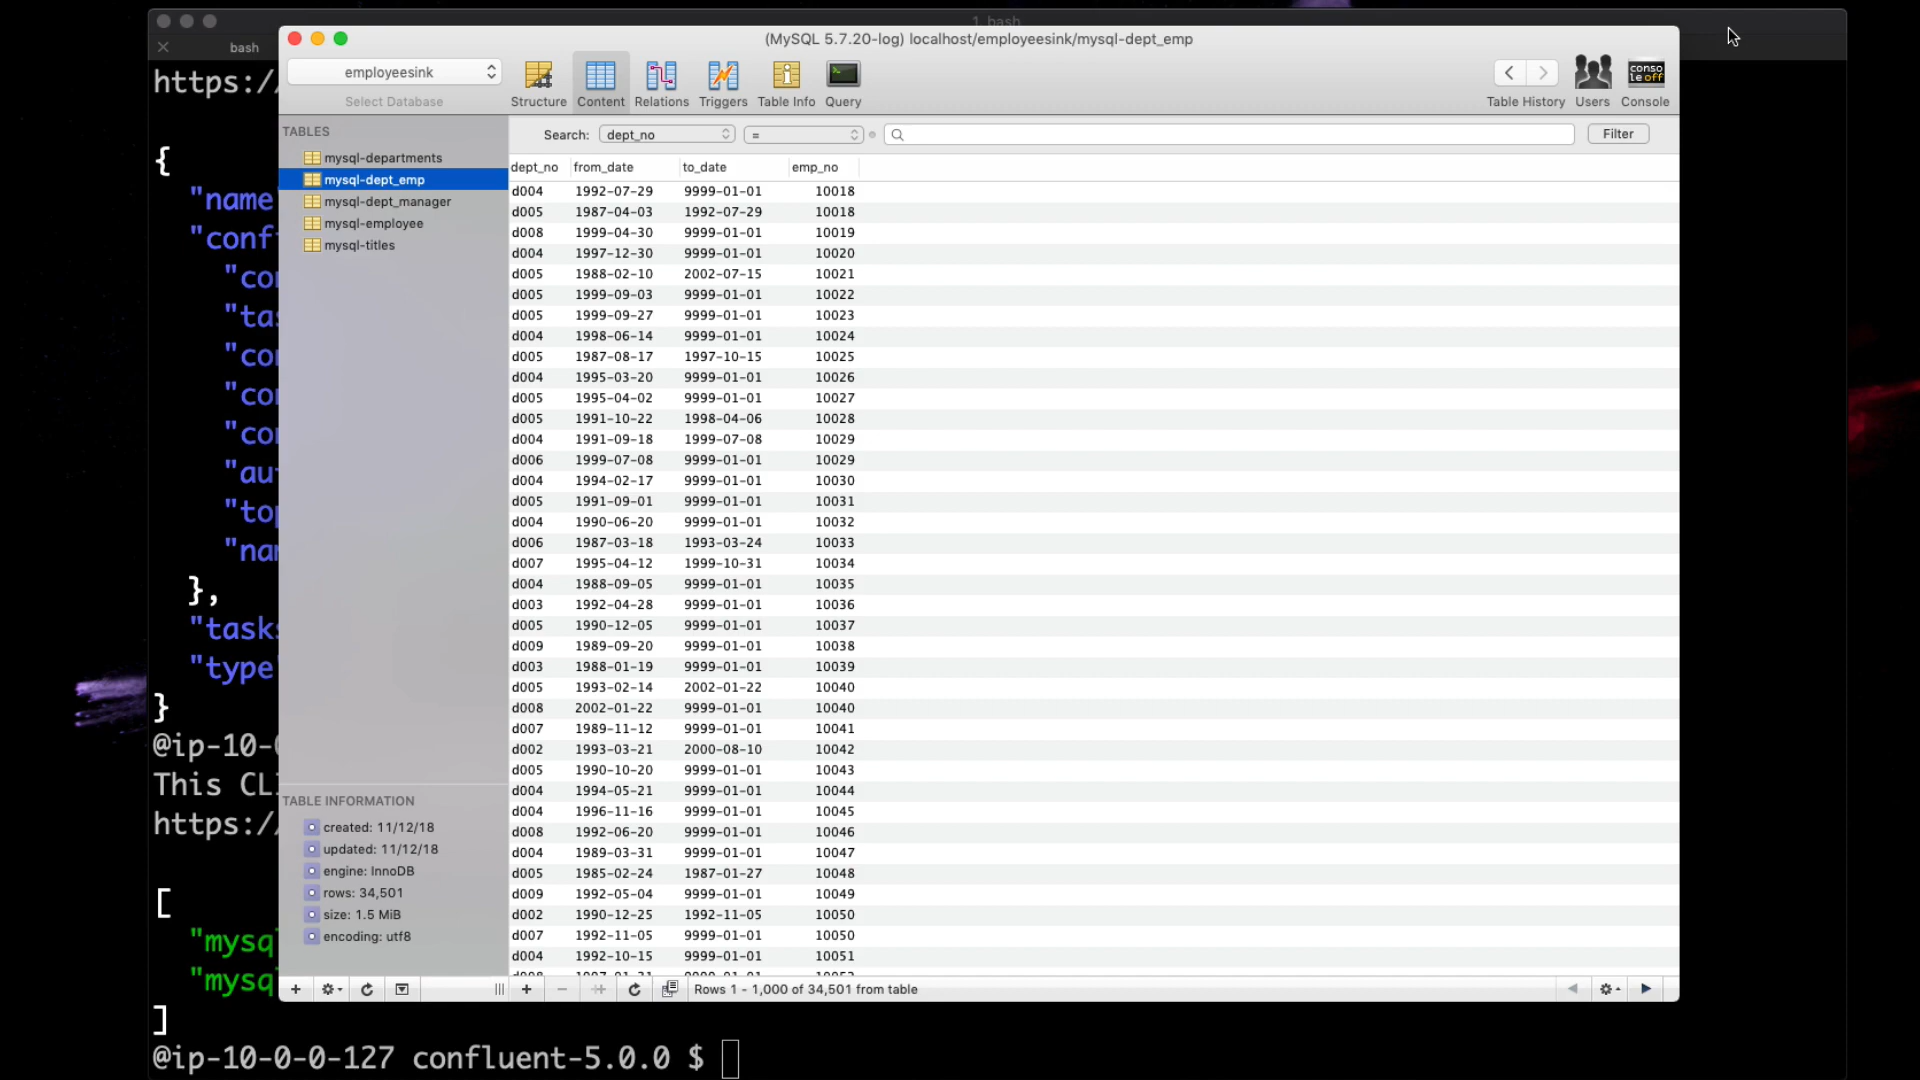 1. bash
bash
https:/
{
"name
"conf
"co
"ta
"co
"co
"co
"au
"to
"na
},
"tasks
"type
}
@ip-10-
This CL
https:/
[
"mysq
"mysq
]
@ip-10-0-0-127 confluent-5.0.0 $
(MySQL 5.7.20-log) localhost/employeesink/mysql-dept_emp
employeesink
Select Database
Structure Content Relations Triggers Table Info Query
Table History Users Console
conso
le off
TABLES
mysql-departments
mysql-dept_emp
mysql-dept_manager
mysql-employee
mysql-titles
TABLE INFORMATION
created: 11/12/18
updated: 11/12/18
engine: InnoDB
rows: 34,501
size: 1.5 MiB
encoding: utf8
Search: dept_no = Filter
dept_no from_date to_date emp_no
d004 1992-07-29 9999-01-01 10018
d005 1987-04-03 1992-07-29 10018
d008 1999-04-30 9999-01-01 10019
d004 1997-12-30 9999-01-01 10020
d005 1988-02-10 2002-07-15 10021
d005 1999-09-03 9999-01-01 10022
d005 1999-09-27 9999-01-01 10023
d004 1998-06-14 9999-01-01 10024
d005 1987-08-17 1997-10-15 10025
d004 1995-03-20 9999-01-01 10026
d005 1995-04-02 9999-01-01 10027
d005 1991-10-22 1998-04-06 10028
d004 1991-09-18 1999-07-08 10029
d006 1999-07-08 9999-01-01 10029
d004 1994-02-17 9999-01-01 10030
d005 1991-09-01 9999-01-01 10031
d004 1990-06-20 9999-01-01 10032
d006 1987-03-18 1993-03-24 10033
d007 1995-04-12 1999-10-31 10034
d004 1988-09-05 9999-01-01 10035
d003 1992-04-28 9999-01-01 10036
d005 1990-12-05 9999-01-01 10037
d009 1989-09-20 9999-01-01 10038
d003 1988-01-19 9999-01-01 10039
d005 1993-02-14 2002-01-22 10040
d008 2002-01-22 9999-01-01 10040
d007 1989-11-12 9999-01-01 10041
d002 1993-03-21 2000-08-10 10042
d005 1990-10-20 9999-01-01 10043
d004 1994-05-21 9999-01-01 10044
d004 1996-11-16 9999-01-01 10045
d008 1992-06-20 9999-01-01 10046
d004 1989-03-31 9999-01-01 10047
d005 1985-02-24 1987-01-27 10048
d009 1992-05-04 9999-01-01 10049
d002 1990-12-25 1992-11-05 10050
d007 1992-11-05 9999-01-01 10050
d004 1992-10-15 9999-01-01 10051
Rows 1 - 1,000 of 34,501 from table